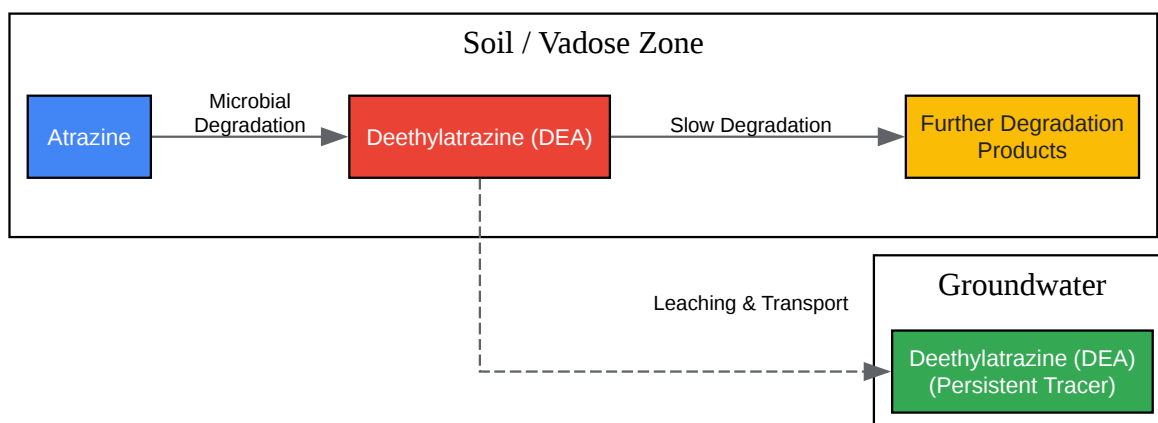 Soil / Vadose Zone
Atrazine
Microbial
Degradation
Deethylatrazine (DEA)
Slow Degradation
Further Degradation
Products
Leaching & Transport
Groundwater
Deethylatrazine (DEA)
(Persistent Tracer)